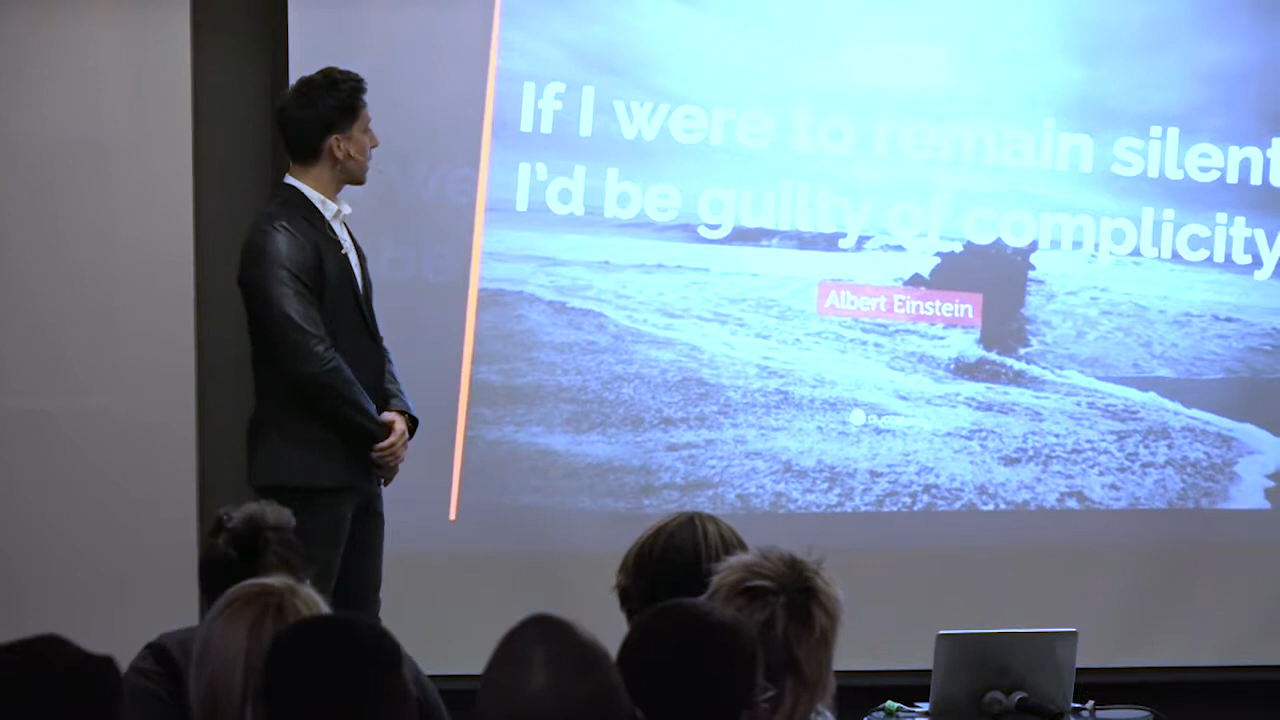 If I were to remain silent
I'd be guilty of complicity
Albert Einstein